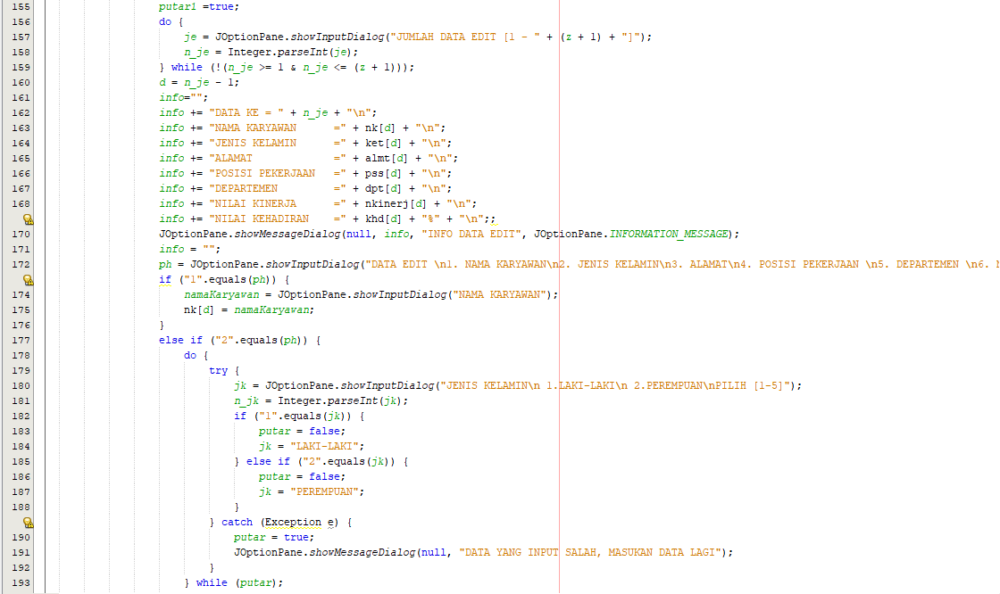 155 putar1 =true;
156 do {
157 je = JOptionPane.showInputDialog("JUMLAH DATA EDIT [1 - " + (z + 1) + "]");
158 n_je = Integer.parseInt(je);
159 } while (!(n_je >= 1 & n_je <= (z + 1)));
160 d = n_je - 1;
161 info="";
162 info += "DATA KE = " + n_je + "\n";
163 info += "NAMA KARYAWAN      =" + nk[d] + "\n";
164 info += "JENIS KELAMIN      =" + ket[d] + "\n";
165 info += "ALAMAT             =" + almt[d] + "\n";
166 info += "POSISI PEKERJAAN   =" + pss[d] + "\n";
167 info += "DEPARTEMEN         =" + dpt[d] + "\n";
168 info += "NILAI KINERJA      =" + nkinerj[d] + "\n";
info += "NILAI KEHADIRAN    =" + khd[d] + "%" + "\n";;
170 JOptionPane.showMessageDialog(null, info, "INFO DATA EDIT", JOptionPane.INFORMATION_MESSAGE);
171 info = "";
172 ph = JOptionPane.showInputDialog("DATA EDIT \n1. NAMA KARYAWAN\n2. JENIS KELAMIN\n3. ALAMAT\n4. POSISI PEKERJAAN \n5. DEPARTEMEN \n6.
if ("1".equals(ph)) {
174 namaKaryawan = JOptionPane.showInputDialog("NAMA KARYAWAN");
175 nk[d] = namaKaryawan;
176 }
177 else if ("2".equals(ph)) {
178 do {
179 try {
180 jk = JOptionPane.showInputDialog("JENIS KELAMIN\n 1.LAKI-LAKI\n 2.PEREMPUAN\nPILIH [1-5]");
181 n_jk = Integer.parseInt(jk);
182 if ("1".equals(jk)) {
183 putar = false;
184 jk = "LAKI-LAKI";
185 } else if ("2".equals(jk)) {
186 putar = false;
187 jk = "PEREMPUAN";
188 }
} catch (Exception e) {
190 putar = true;
191 JOptionPane.showMessageDialog(null, "DATA YANG INPUT SALAH, MASUKAN DATA LAGI");
192 }
193 } while (putar);